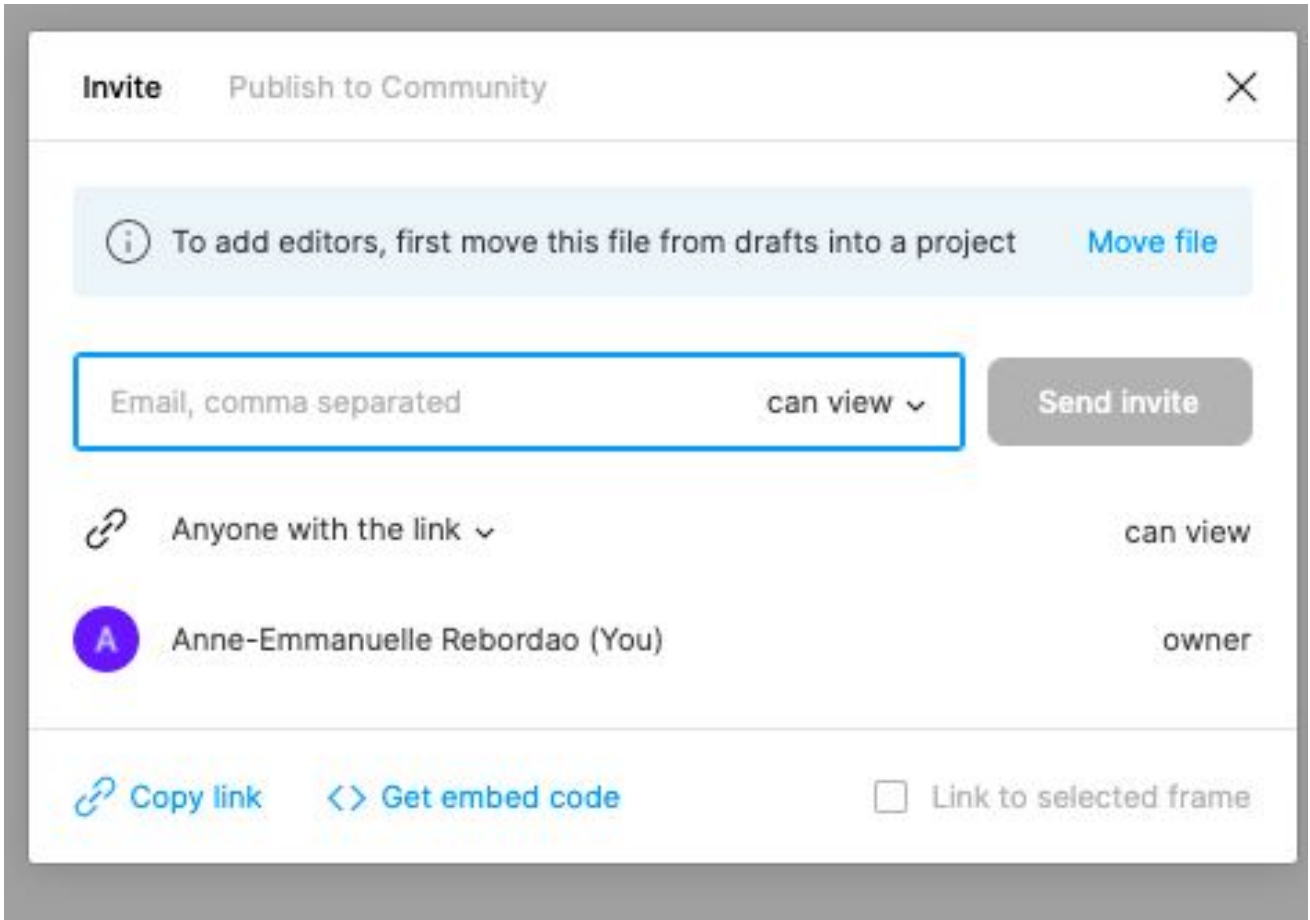 Invite Publish to Community
To add editors, first move this file from drafts into a project Move file
Email, comma separated can view Send invite
Anyone with the link can view
A Anne-Emmanuelle Rebordao (You) owner
Copy link <> Get embed code Link to selected frame